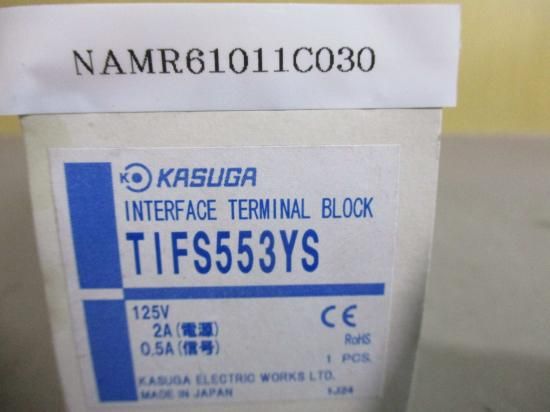 NAMR61011C030
KASUGA
INTERFACE TERMINAL BLOCK
TIFS553YS
125V
2A(電源)
0.5A(信号)
CE
RoHS
1 PCS.
KASUGA ELECTRIC WORKS LTD.
MADE IN JAPAN
1J24